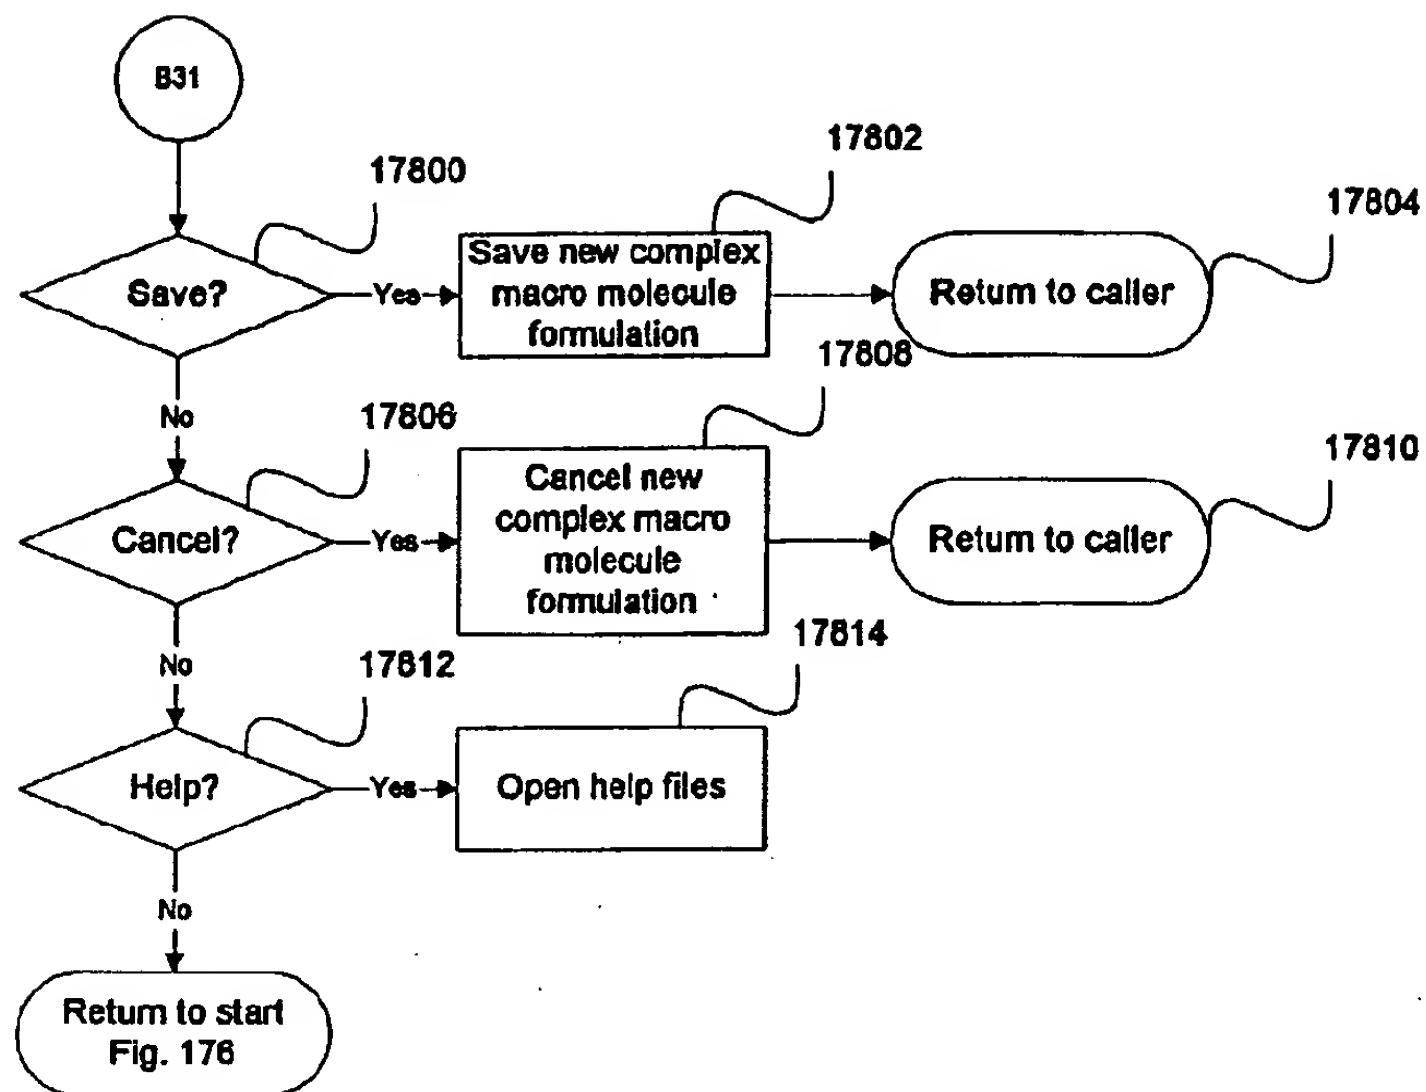 B31
17800
17802
17804
Save?
Yes
Save new complex
macro molecule
formulation
Return to caller
No
17806
17808
17810
Cancel?
Yes
Cancel new
complex macro
molecule
formulation
Return to caller
No
17812
17814
Help?
Yes
Open help files
No
Return to start
Fig. 176